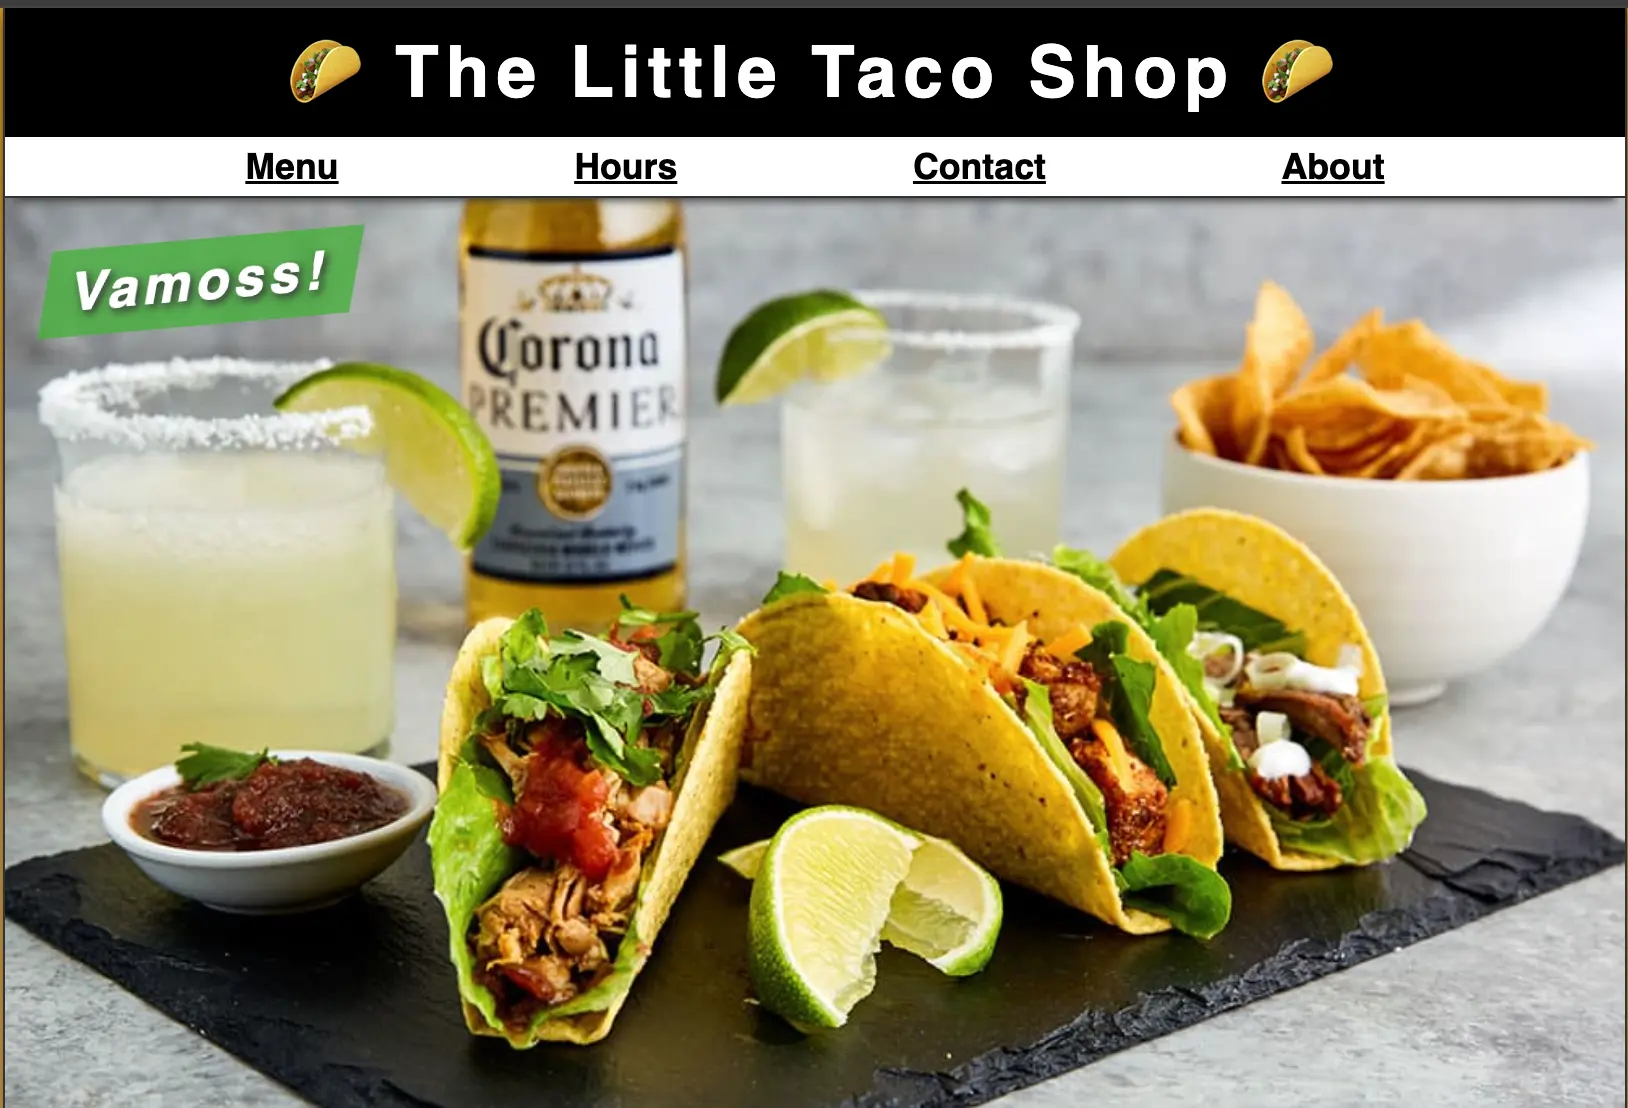 The Little Taco Shop
Menu Hours Contact About
Vamoss!
Corona
PREMIER